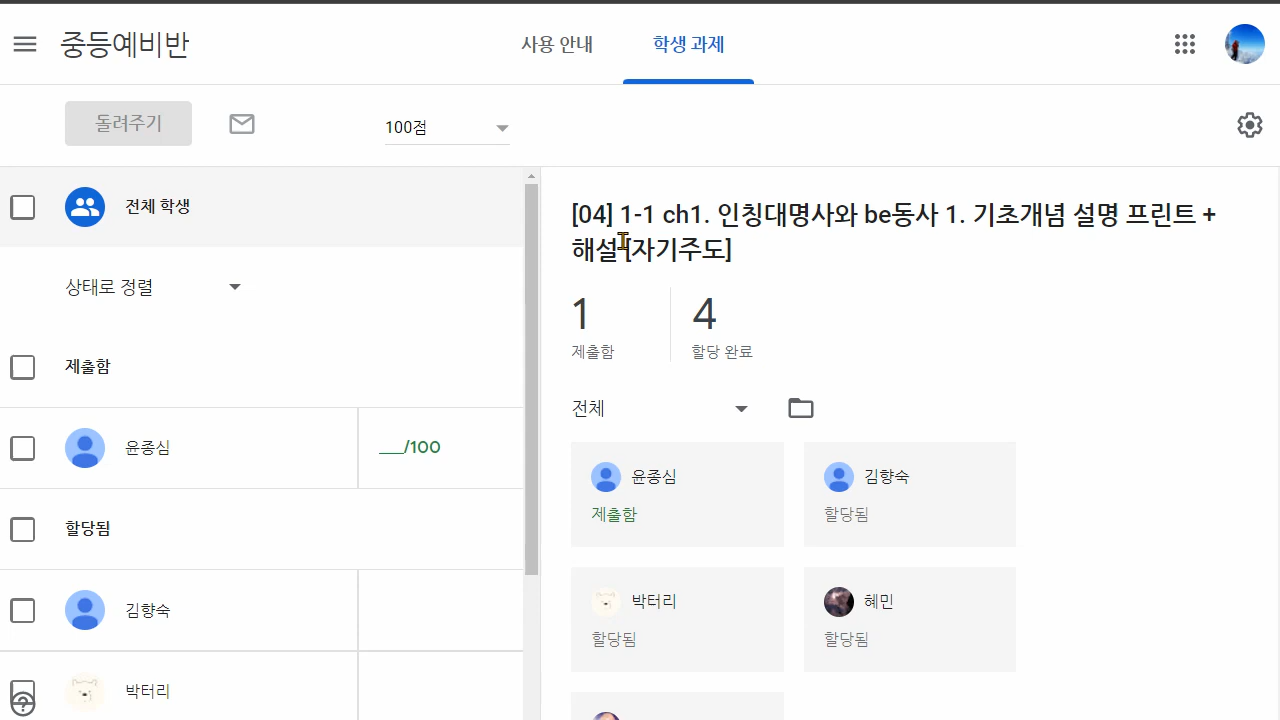 중등예비반
사용 안내
학생 과제
돌려주기
100점
전체 학생
상태로 정렬
제출함
윤종심
__/100
할당됨
김향숙
박터리
[04] 1-1 ch1. 인칭대명사와 be동사 1. 기초개념 설명 프린트 +
해설 [자기주도]
1
제출함
4
할당 완료
전체
윤종심
제출함
김향숙
할당됨
박터리
할당됨
혜민
할당됨